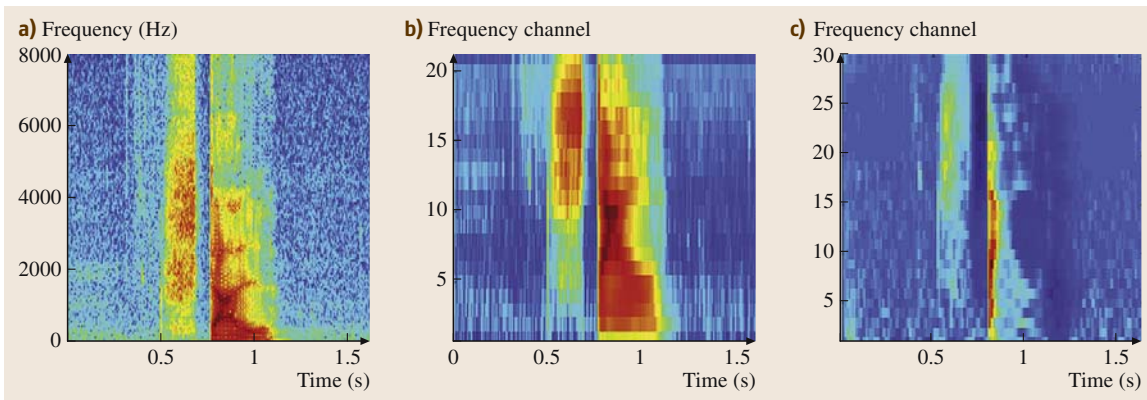 a) Frequency (Hz)
8000
6000
4000
2000
0
0.5 1 1.5
Time (s)
b) Frequency channel
20
15
10
5
0 0.5 1 1.5
Time (s)
c) Frequency channel
30
25
20
15
10
5
0.5 1 1.5
Time (s)